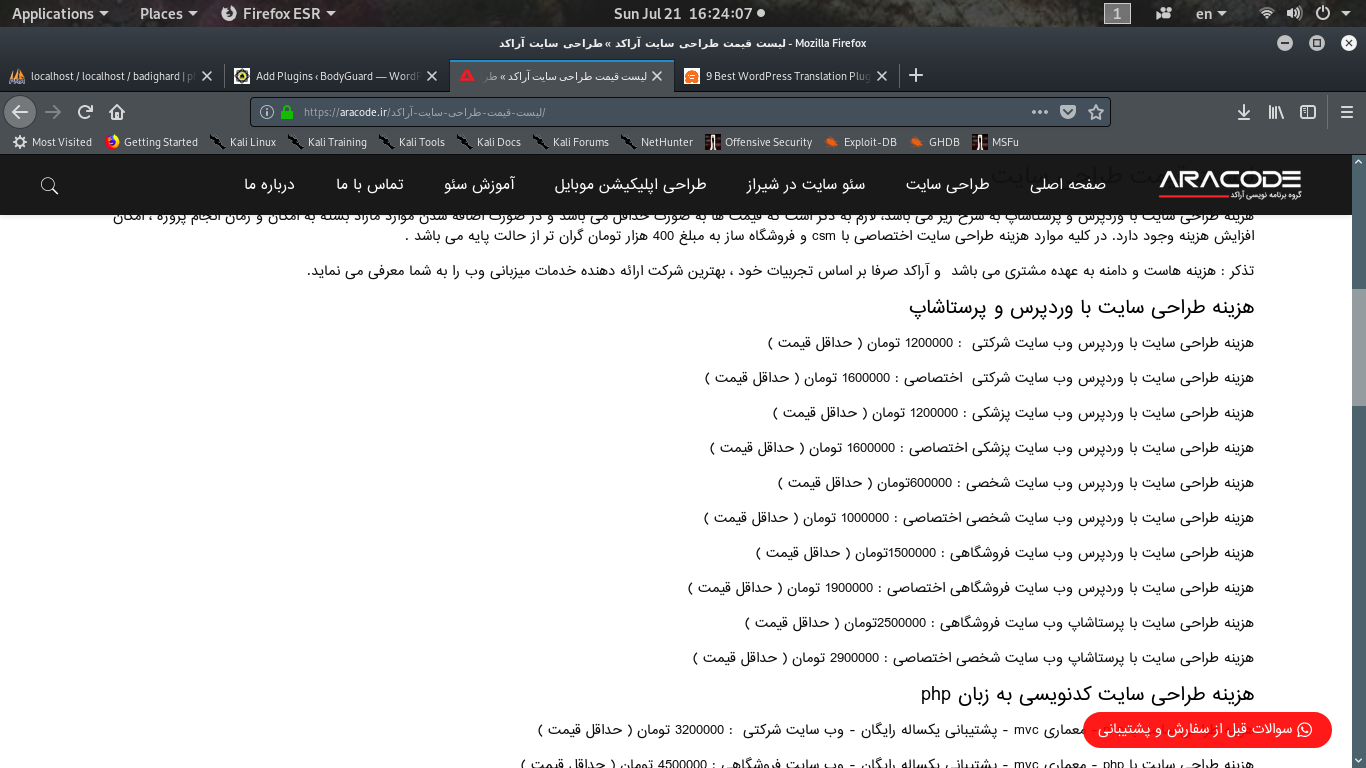 Applications Places Firefox ESR Sun Jul 21 16:24:07 1 en
لیست قیمت طراحی سایت آراکد » طراحی سایت آراکد - Mozilla Firefox
localhost / localhost / badighard | p Add Plugins ‹ BodyGuard — WordP لیست قیمت طراحی سایت آراکد » طر 9 Best WordPress Translation Plug
https://aracode.ir/لیست-قیمت-طراحی-سایت-آراکد/
Most Visited Getting Started Kali Linux Kali Training Kali Tools Kali Docs Kali Forums NetHunter Offensive Security Exploit-DB GHDB MSFu
ARACODE صفحه اصلی طراحی سایت سئو سایت در شیراز طراحی اپلیکیشن موبایل آموزش سئو تماس با ما درباره ما
گروه برنامه نویسی آراکد
هزینه طراحی سایت با وردپرس و پرستاشاپ به شرح زیر می باشد، لازم به ذکر است که قیمت ها به صورت حداقل می باشد و در صورت اضافه شدن موارد مازاد بسته به امکان و زمان انجام پروژه ، امکان
افزایش هزینه وجود دارد. در کلیه موارد هزینه طراحی سایت اختصاصی با csm و فروشگاه ساز به مبلغ 400 هزار تومان گران تر از حالت پایه می باشد .
تذکر : هزینه هاست و دامنه به عهده مشتری می باشد و آراکد صرفا بر اساس تجربیات خود ، بهترین شرکت ارائه دهنده خدمات میزبانی وب را به شما معرفی می نماید.
هزینه طراحی سایت با وردپرس و پرستاشاپ
هزینه طراحی سایت با وردپرس وب سایت شرکتی : 1200000 تومان ( حداقل قیمت )
هزینه طراحی سایت با وردپرس وب سایت شرکتی اختصاصی : 1600000 تومان ( حداقل قیمت )
هزینه طراحی سایت با وردپرس وب سایت پزشکی : 1200000 تومان ( حداقل قیمت )
هزینه طراحی سایت با وردپرس وب سایت پزشکی اختصاصی : 1600000 تومان ( حداقل قیمت )
هزینه طراحی سایت با وردپرس وب سایت شخصی : 600000تومان ( حداقل قیمت )
هزینه طراحی سایت با وردپرس وب سایت شخصی اختصاصی : 1000000 تومان ( حداقل قیمت )
هزینه طراحی سایت با وردپرس وب سایت فروشگاهی : 1500000تومان ( حداقل قیمت )
هزینه طراحی سایت با وردپرس وب سایت فروشگاهی اختصاصی : 1900000 تومان ( حداقل قیمت )
هزینه طراحی سایت با پرستاشاپ وب سایت فروشگاهی : 2500000تومان ( حداقل قیمت )
هزینه طراحی سایت با پرستاشاپ وب سایت شخصی اختصاصی : 2900000 تومان ( حداقل قیمت )
هزینه طراحی سایت کدنویسی به زبان php
- معماری mvc - پشتیبانی یکساله رایگان - وب سایت شرکتی : 3200000 تومان ( حداقل قیمت )
سوالات قبل از سفارش و پشتیبانی
هزینه طراحی سایت با php - معماری mvc - پشتیبانی یکساله رایگان - وب سایت فروشگاهی : 4500000 تومان ( حداقل قیمت )